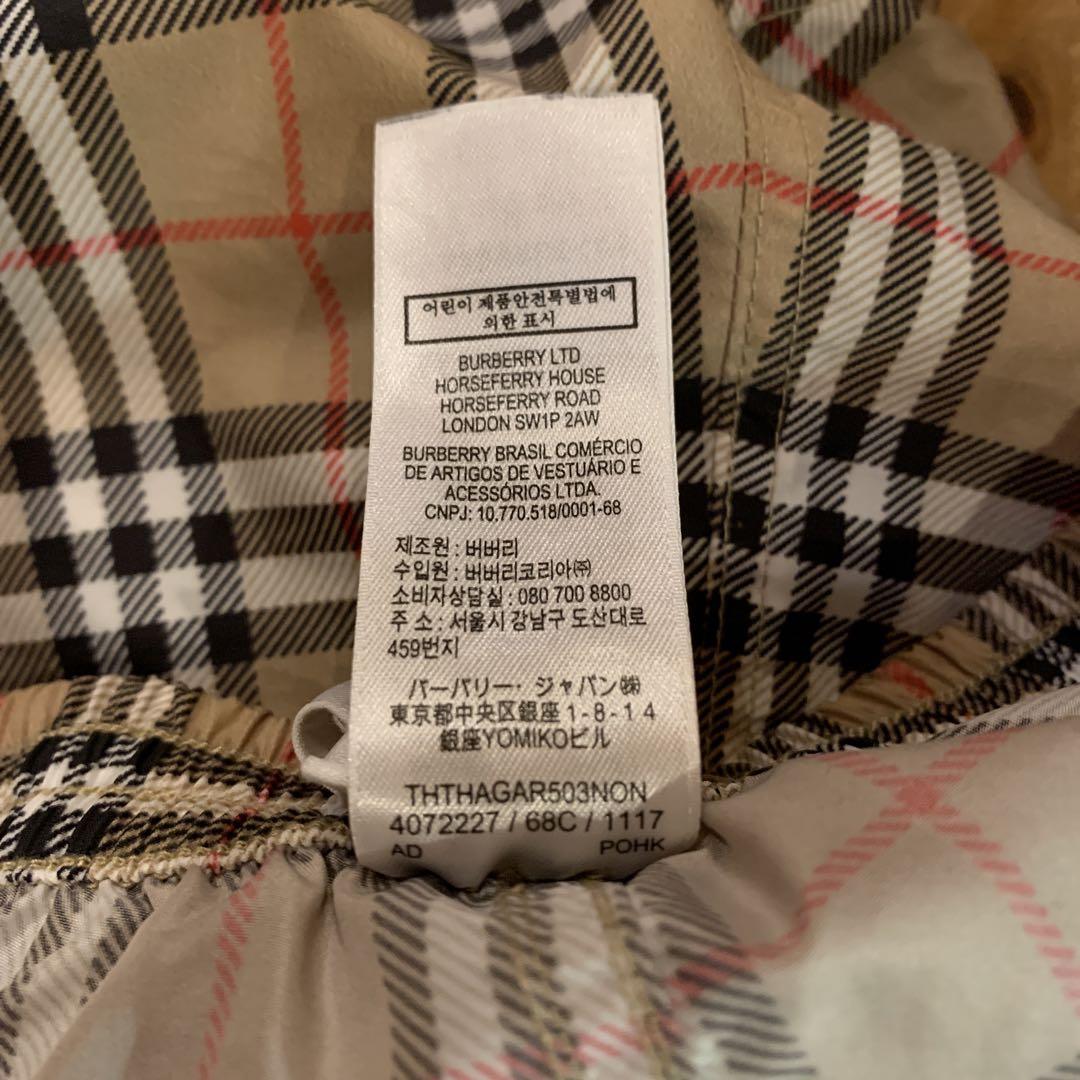 어린이 제품안전특별법에
의한 표시
BURBERRY LTD
HORSEFERRY HOUSE
HORSEFERRY ROAD
LONDON SW1P 2AW
BURBERRY BRASIL COMÉRCIO
DE ARTIGOS DE VESTUÁRIO E
ACESSÓRIOS LTDA.
CNPJ: 10.770.518/0001-68
제조원 : 버버리
수입원 : 버버리코리아㈜
소비자상담실 : 080 700 8800
주 소 : 서울시 강남구 도산대로
459번지
バーバリー・ジャパン㈱
東京都中央区銀座1-8-14
銀座YOMIKOビル
THTHAGAR503NON
4072227 / 68C / 1117
AD POHK